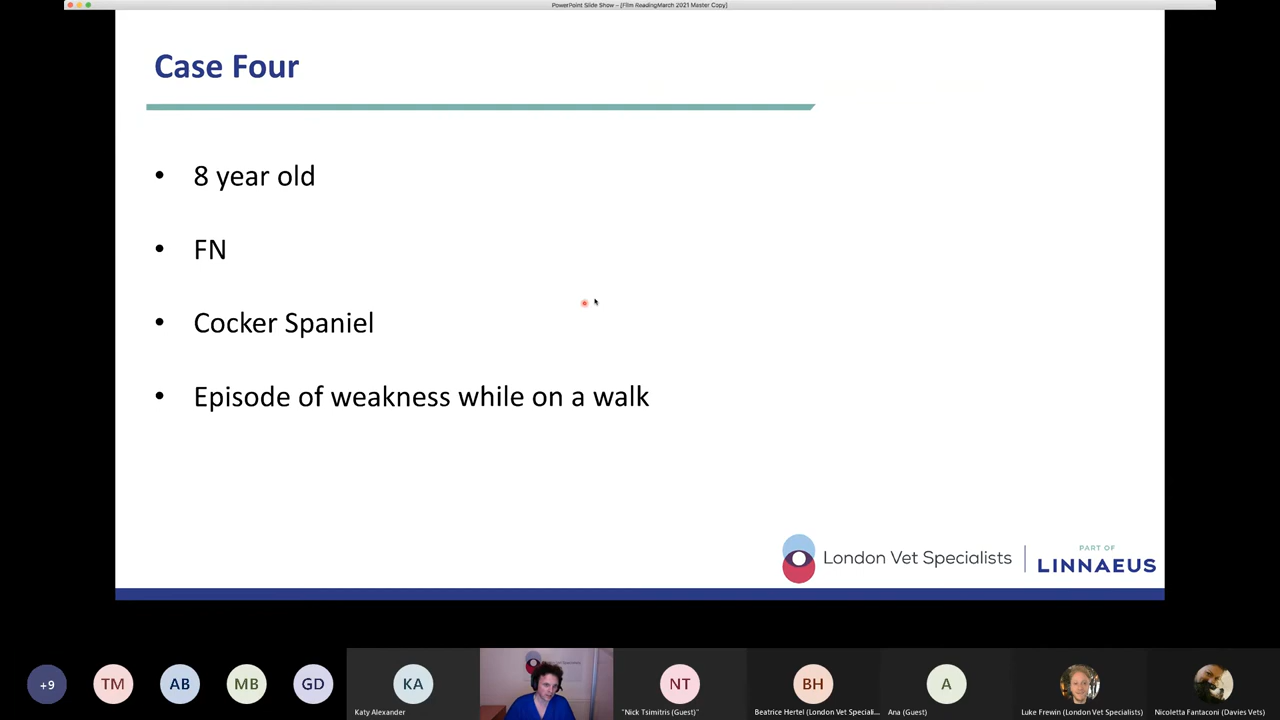 PowerPoint Slide Show – [Film ReadingMarch 2021 Master Copy]
Case Four
• 8 year old
• FN
• Cocker Spaniel
• Episode of weakness while on a walk
London Vet Specialists
PART OF
LINNAEUS
+9
TM
AB
MB
GD
KA
NT
BH
A
Katy Alexander
"Nick Tsimitris (Guest)"
Beatrice Hertel (London Vet Speciali...
Ana (Guest)
Luke Frewin (London Vet Specialists)
Nicoletta Fantaconi (Davies Vets)